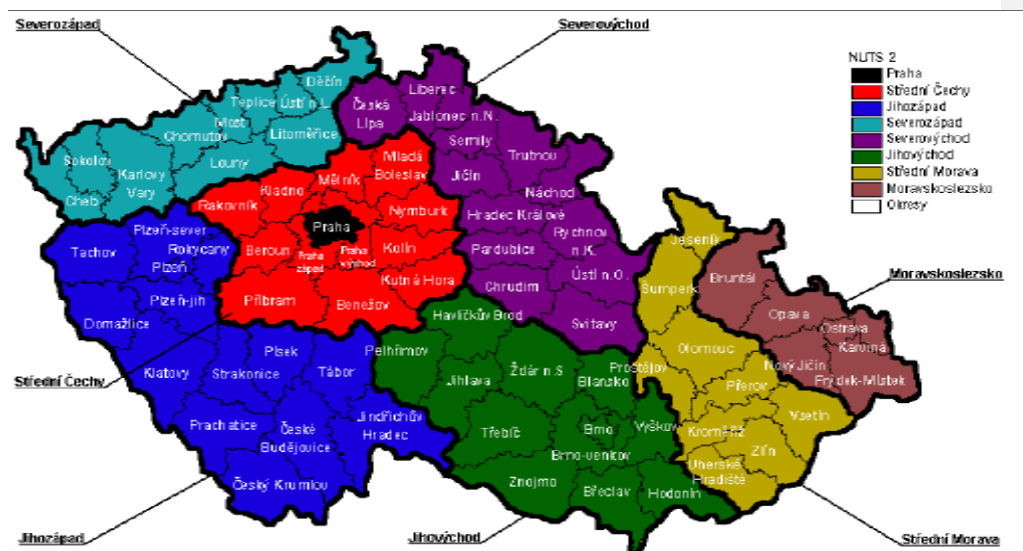 Severozápad
Severovýchod
NUTS 2
Praha
Střední Čechy
Jihozápad
Severozápad
Severovýchod
Jihovýchod
Střední Morava
Moravskoslezsko
Okresy
Děčín
Teplice
Ústí n.L.
Most
Chomutov
Litoměřice
Louny
Sokolov
Karlovy
Vary
Cheb
Liberec
Česká
Lípa
Jablonec n.N.
Semily
Trutnov
Jičín
Náchod
Hradec Králové
Rychnov
n.K.
Pardubice
Ústí n.O.
Chrudim
Svitavy
Mladá
Boleslav
Mělník
Kladno
Rakovník
Nymburk
Praha
Beroun
Praha
západ
Praha
východ
Kolín
Kutná Hora
Příbram
Benešov
Plzeň-sever
Tachov
Rokycany
Plzeň
Plzeň-jih
Domažlice
Klatovy
Písek
Strakonice
Tábor
Prachatice
České
Budějovice
Jindřichův
Hradec
Český Krumlov
Havlíčkův Brod
Pelhřimov
Jihlava
Žďár n.S
Blansko
Třebíč
Brno
Vyškov
Brno-venkov
Znojmo
Břeclav
Hodonín
Jeseník
Šumperk
Olomouc
Prostějov
Přerov
Kroměříž
Vsetín
Zlín
Uherské
Hradiště
Bruntál
Opava
Ostrava
Karviná
Nový Jičín
Frýdek-Místek
Moravskoslezsko
Střední Čechy
Jihozápad
Jihovýchod
Střední Morava